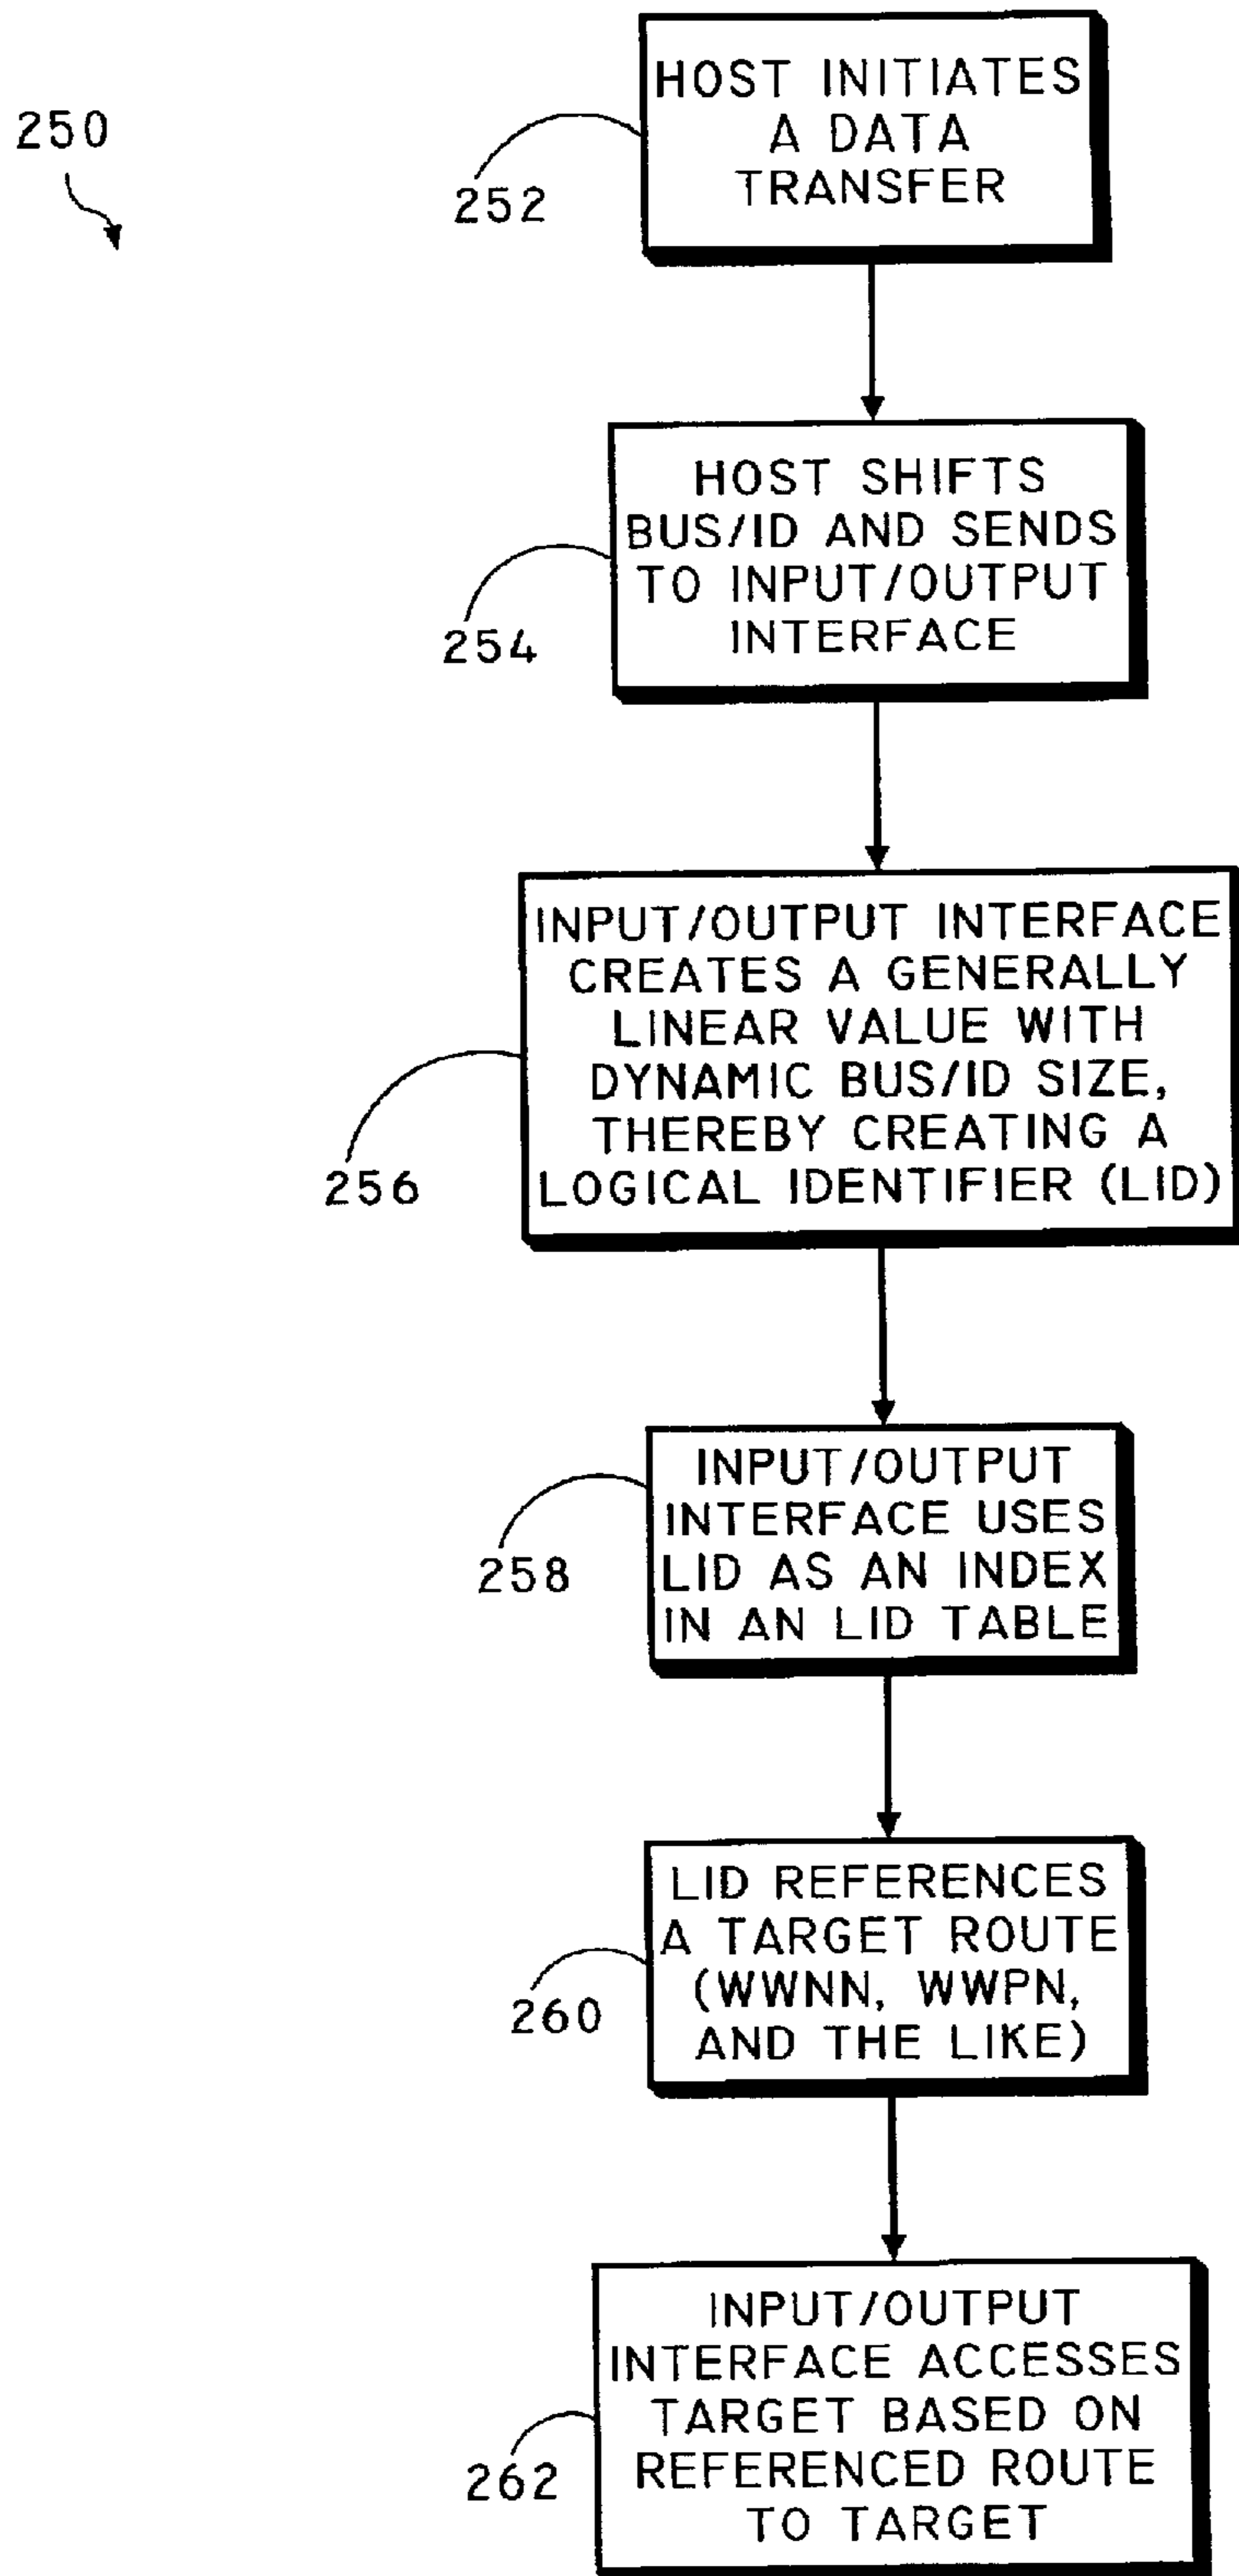 250
HOST INITIATES
A DATA
TRANSFER
252
HOST SHIFTS
BUS/ID AND SENDS
TO INPUT/OUTPUT
INTERFACE
254
INPUT/OUTPUT INTERFACE
CREATES A GENERALLY
LINEAR VALUE WITH
DYNAMIC BUS/ID SIZE,
THEREBY CREATING A
LOGICAL IDENTIFIER (LID)
256
INPUT/OUTPUT
INTERFACE USES
LID AS AN INDEX
IN AN LID TABLE
258
LID REFERENCES
A TARGET ROUTE
(WWNN, WWPN,
AND THE LIKE)
260
INPUT/OUTPUT
INTERFACE ACCESSES
TARGET BASED ON
REFERENCED ROUTE
TO TARGET
262